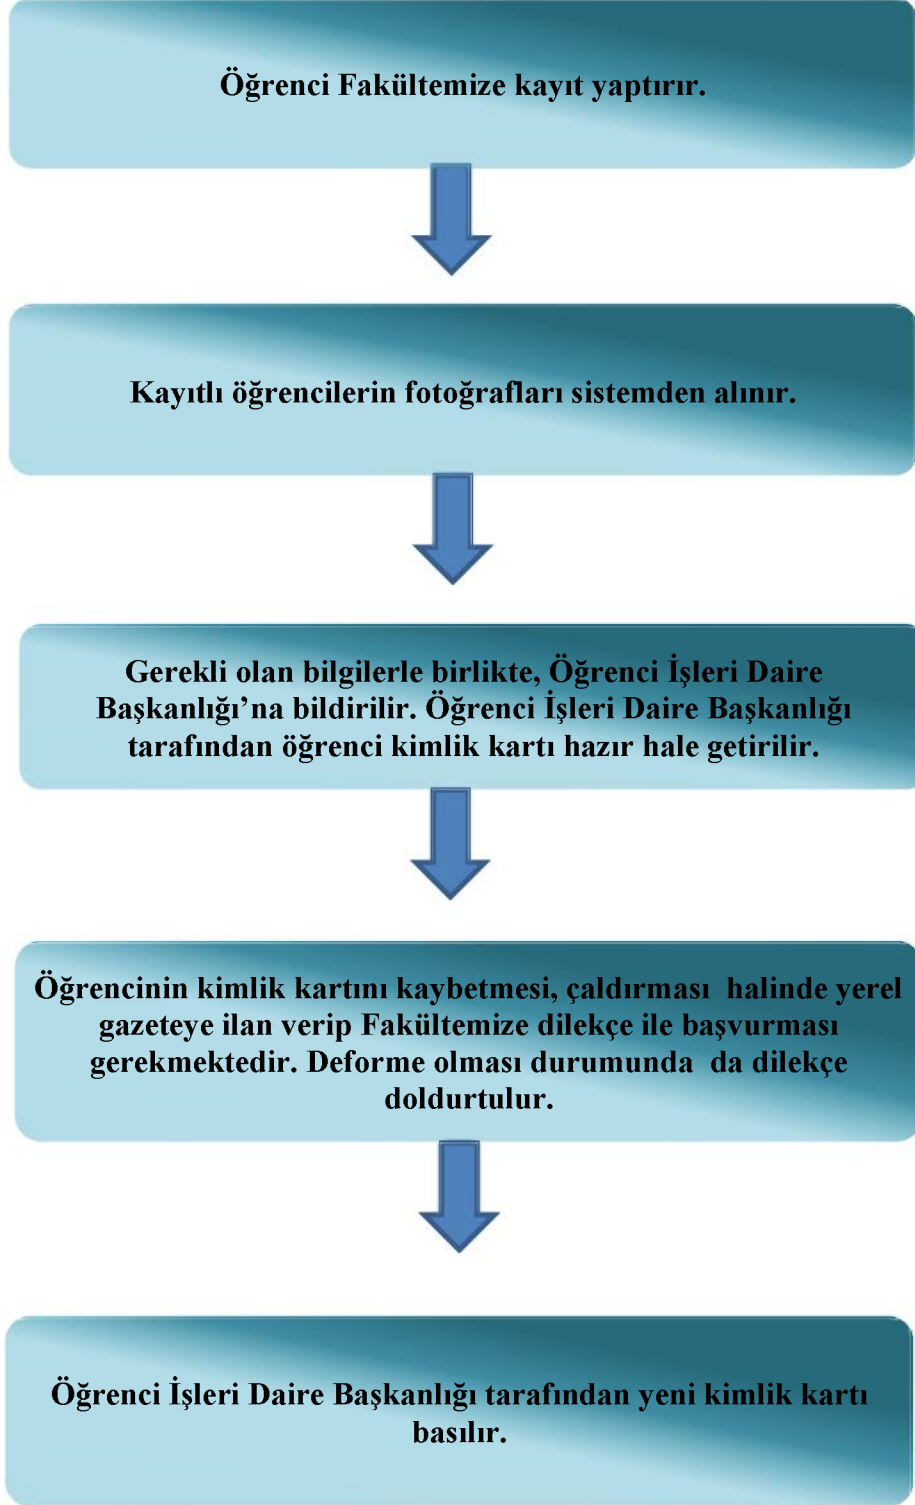 Öğrenci Fakültemize kayıt yaptırır.
Kayıtlı öğrencilerin fotoğrafları sistemden alınır.
Gerekli olan bilgilerle birlikte, Öğrenci İşleri Daire
Başkanlığı’na bildirilir. Öğrenci İşleri Daire Başkanlığı
tarafından öğrenci kimlik kartı hazır hale getirilir.
Öğrencinin kimlik kartını kaybetmesi, çaldırması halinde yerel
gazeteye ilan verip Fakültemize dilekçe ile başvurması
gerekmektedir. Deforme olması durumunda da dilekçe
doldurtulur.
Öğrenci İşleri Daire Başkanlığı tarafından yeni kimlik kartı
basılır.